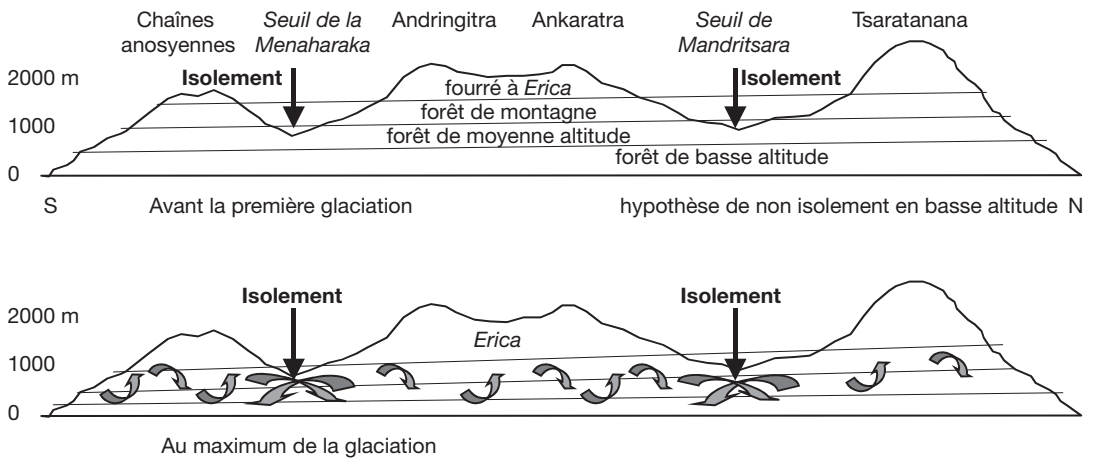 Chaînes anosyennes
Seuil de la Menaharaka
Andringitra
Ankaratra
Seuil de Mandritsara
Tsaratanana
2000 m
Isolement
Isolement
fourré à Erica
forêt de montagne
1000
forêt de moyenne altitude
forêt de basse altitude
0
S
Avant la première glaciation
hypothèse de non isolement en basse altitude
N
Isolement
Isolement
2000 m
Erica
1000
0
Au maximum de la glaciation